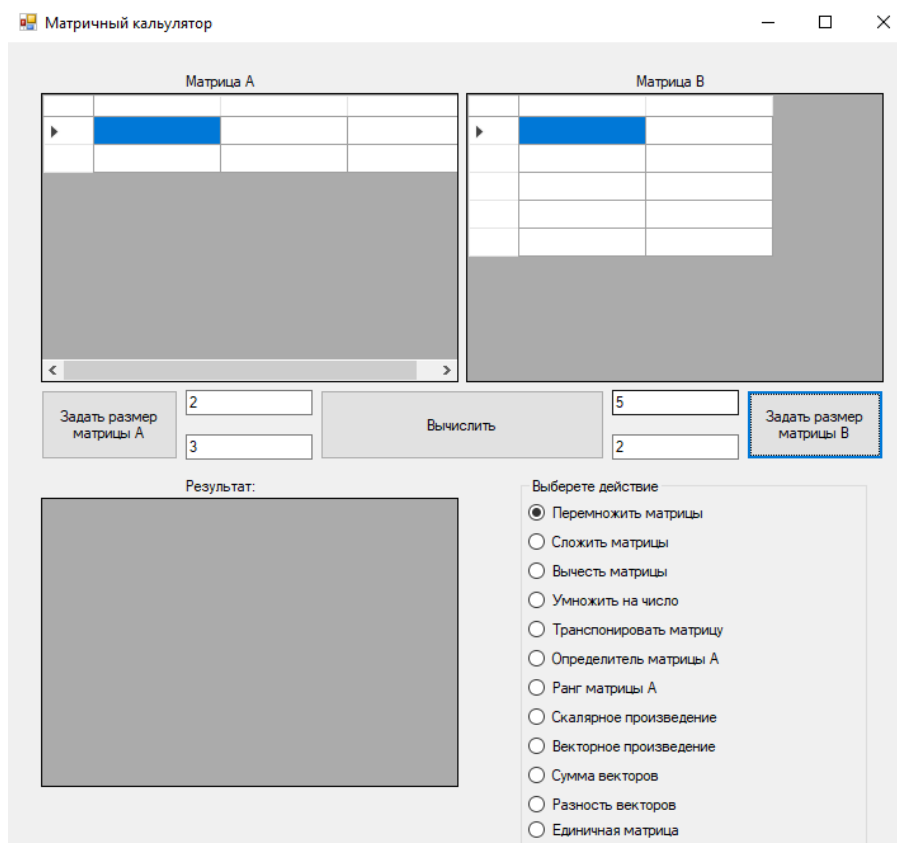 Матричный кальулятор
Матрица А
Матрица В
Задать размер
матрицы А
2
3
Вычислить
5
2
Задать размер
матрицы В
Результат:
Выберете действие
Перемножить матрицы
Сложить матрицы
Вычесть матрицы
Умножить на число
Транспонировать матрицу
Определитель матрицы А
Ранг матрицы А
Скалярное произведение
Векторное произведение
Сумма векторов
Разность векторов
Единичная матрица